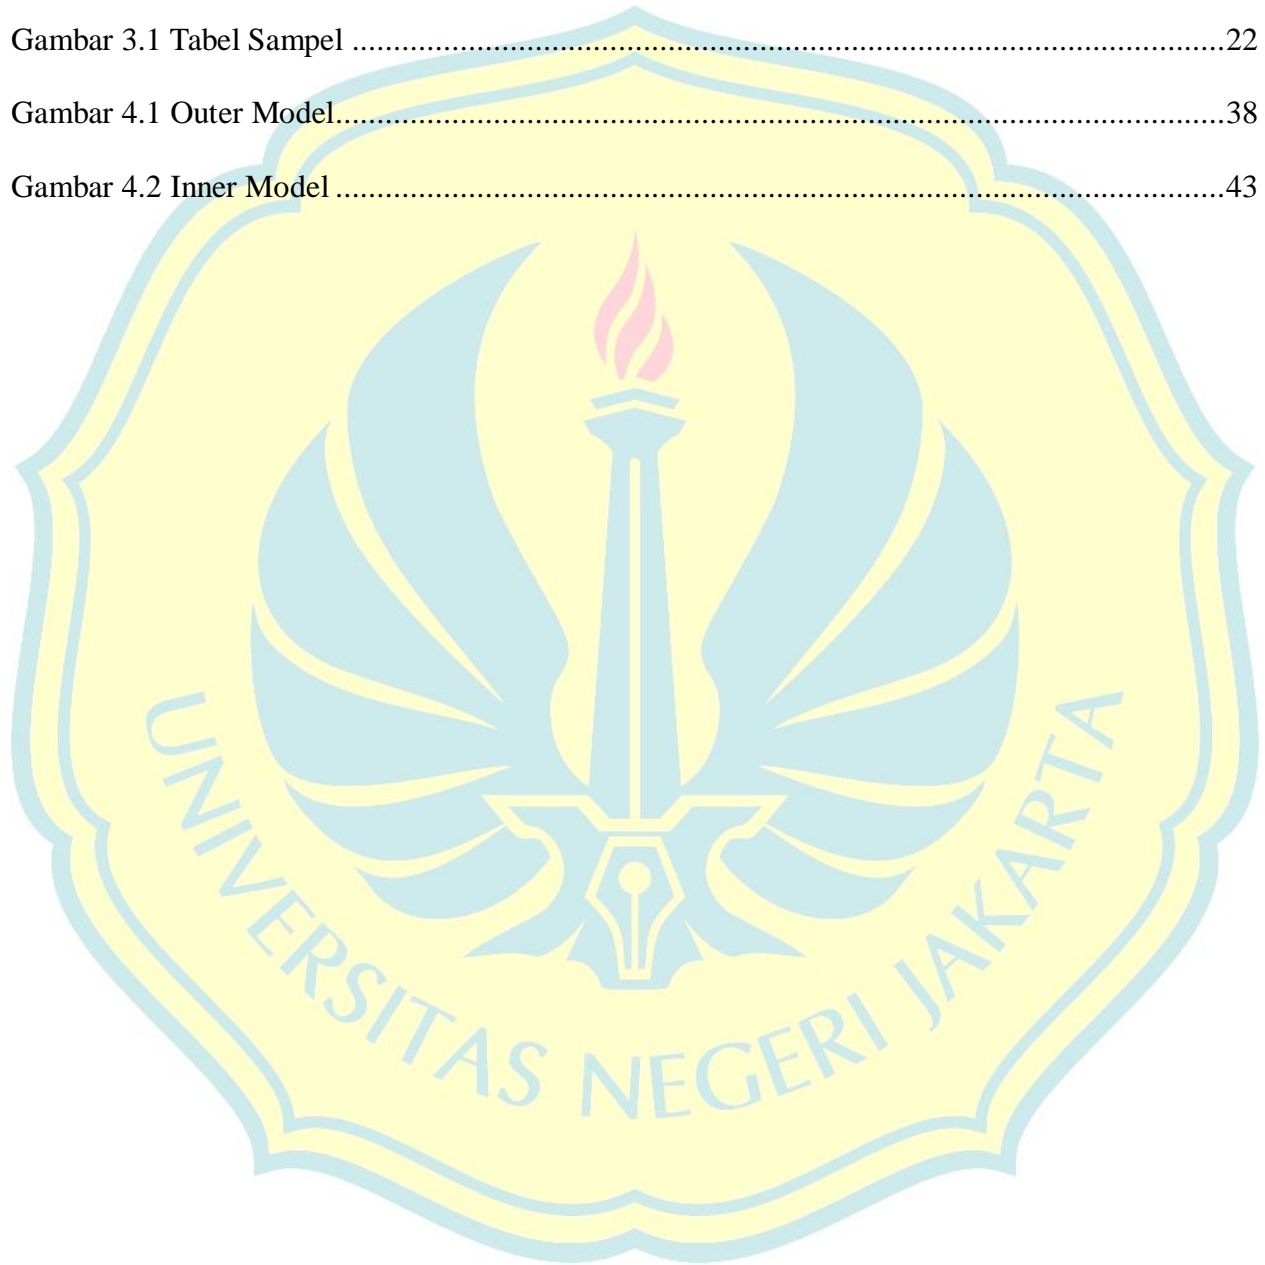 Gambar 3.1 Tabel Sampel ..........................................................................................................22
Gambar 4.1 Outer Model............................................................................................................38
Gambar 4.2 Inner Model ............................................................................................................43
UNIVERSITAS NEGERI JAKARTA